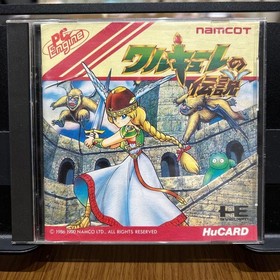 PC Engine
namcot
ワルキューレの
伝説
© 1986 1990 NAMCO LTD., ALL RIGHTS RESERVED
HuCARD